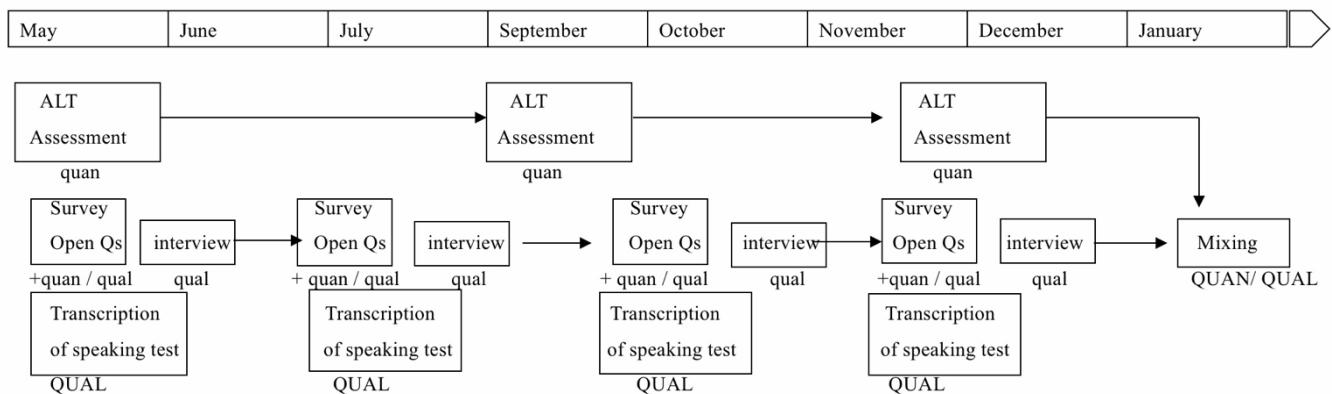 May June July September October November December January
ALT ALT ALT
Assessment Assessment Assessment
quan quan quan
Survey Survey Survey Survey
Open Qs interview Open Qs interview Open Qs interview Open Qs interview Mixing
+quan / qual qual + quan / qual qual + quan / qual qual +quan / qual qual QUAN/ QUAL
Transcription Transcription Transcription Transcription
of speaking test of speaking test of speaking test of speaking test
QUAL QUAL QUAL QUAL